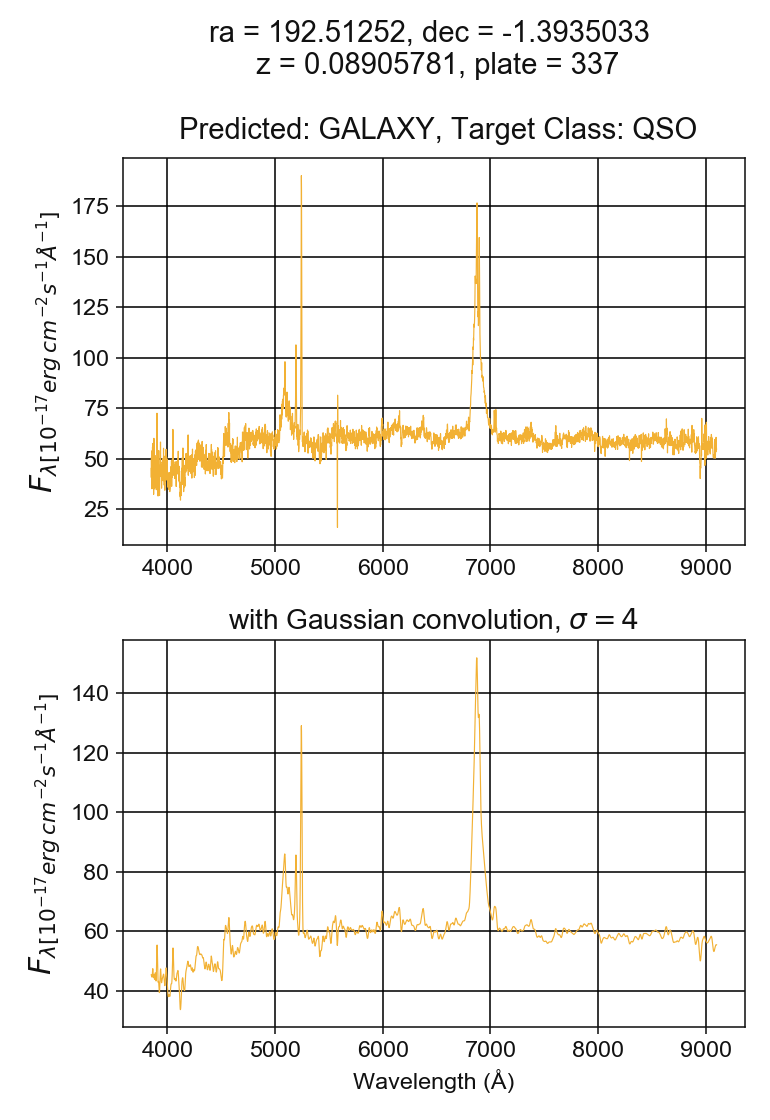 ra = 192.51252, dec = -1.3935033
z = 0.08905781, plate = 337
Predicted: GALAXY, Target Class: QSO
F_λ[10⁻¹⁷ erg cm⁻² s⁻¹ Å⁻¹]
175
150
125
100
75
50
25
4000 5000 6000 7000 8000 9000
with Gaussian convolution, σ = 4
F_λ[10⁻¹⁷ erg cm⁻² s⁻¹ Å⁻¹]
140
120
100
80
60
40
4000 5000 6000 7000 8000 9000
Wavelength (Å)